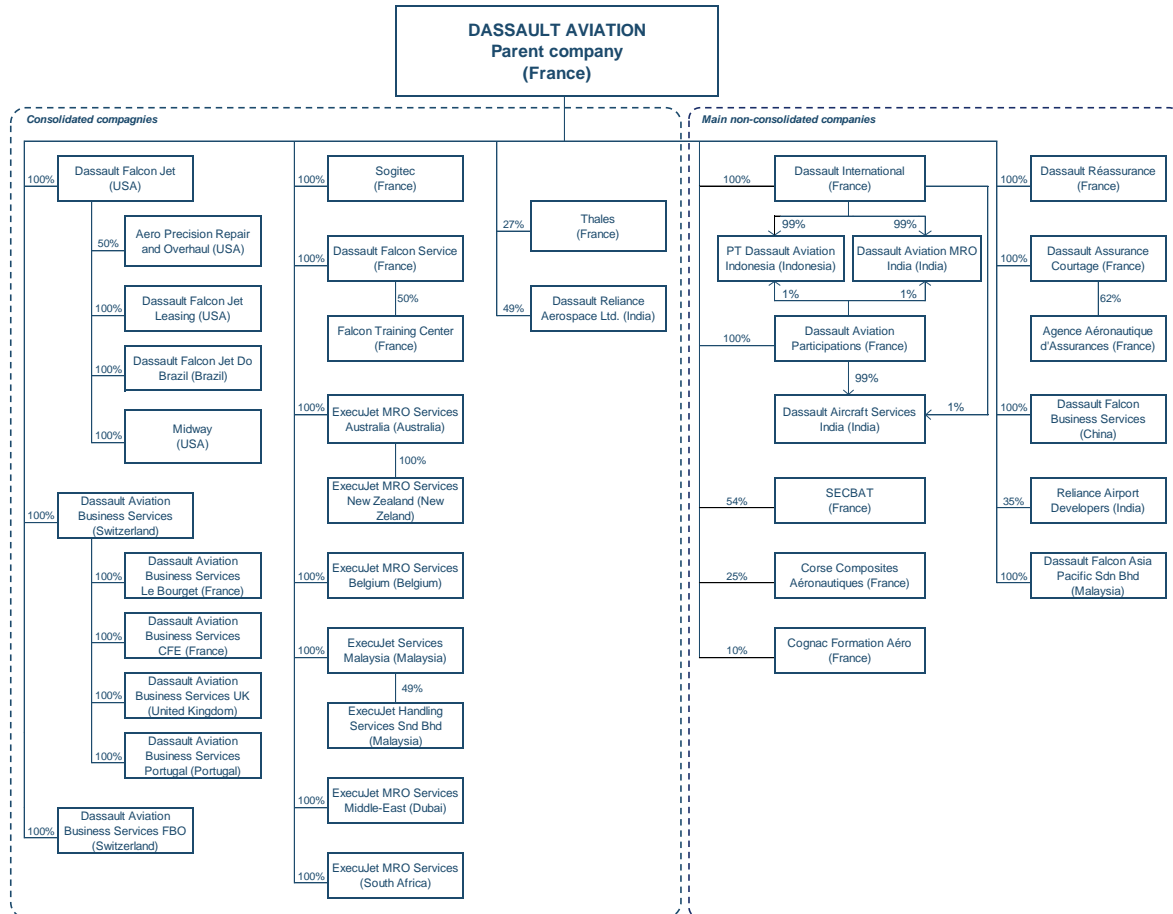 DASSAULT AVIATION
Parent company
(France)
Consolidated compagnies
100%
Dassault Falcon Jet
(USA)
50%
Aero Precision Repair
and Overhaul (USA)
100%
Dassault Falcon Jet
Leasing (USA)
100%
Dassault Falcon Jet Do
Brazil (Brazil)
100%
Midway
(USA)
100%
Dassault Aviation
Business Services
(Switzerland)
100%
Dassault Aviation
Business Services
Le Bourget (France)
100%
Dassault Aviation
Business Services
CFE (France)
100%
Dassault Aviation
Business Services UK
(United Kingdom)
100%
Dassault Aviation
Business Services
Portugal (Portugal)
100%
Dassault Aviation
Business Services FBO
(Switzerland)
100%
Sogitec
(France)
100%
Dassault Falcon Service
(France)
50%
Falcon Training Center
(France)
100%
ExecuJet MRO Services
Australia (Australia)
100%
ExecuJet MRO Services
New Zealand (New
Zeland)
100%
ExecuJet MRO Services
Belgium (Belgium)
100%
ExecuJet Services
Malaysia (Malaysia)
49%
ExecuJet Handling
Services Snd Bhd
(Malaysia)
100%
ExecuJet MRO Services
Middle-East (Dubai)
100%
ExecuJet MRO Services
(South Africa)
27%
Thales
(France)
49%
Dassault Reliance
Aerospace Ltd. (India)
Main non-consolidated companies
100%
Dassault International
(France)
99%
99%
PT Dassault Aviation
Indonesia (Indonesia)
Dassault Aviation MRO
India (India)
1%
1%
100%
Dassault Aviation
Participations (France)
99%
Dassault Aircraft Services
India (India)
1%
54%
SECBAT
(France)
25%
Corse Composites
Aéronautiques (France)
10%
Cognac Formation Aéro
(France)
100%
Dassault Réassurance
(France)
100%
Dassault Assurance
Courtage (France)
62%
Agence Aéronautique
d'Assurances (France)
100%
Dassault Falcon
Business Services
(China)
35%
Reliance Airport
Developers (India)
100%
Dassault Falcon Asia
Pacific Sdn Bhd
(Malaysia)